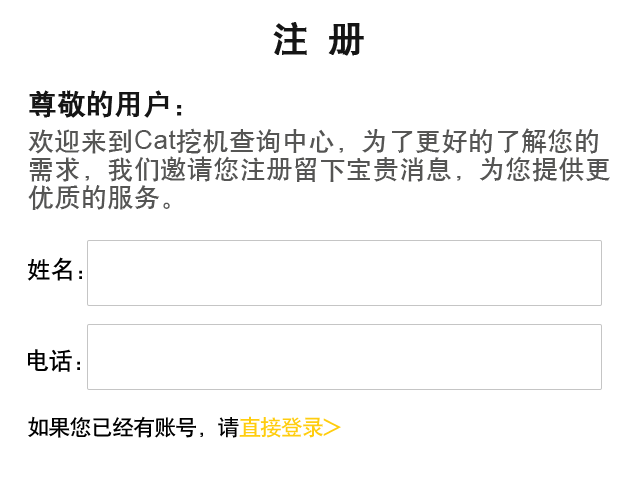 注 册
尊敬的用户：
欢迎来到Cat挖机查询中心，为了更好的了解您的
需求，我们邀请您注册留下宝贵消息，为您提供更
优质的服务。
姓名：
电话：
如果您已经有账号，请直接登录>